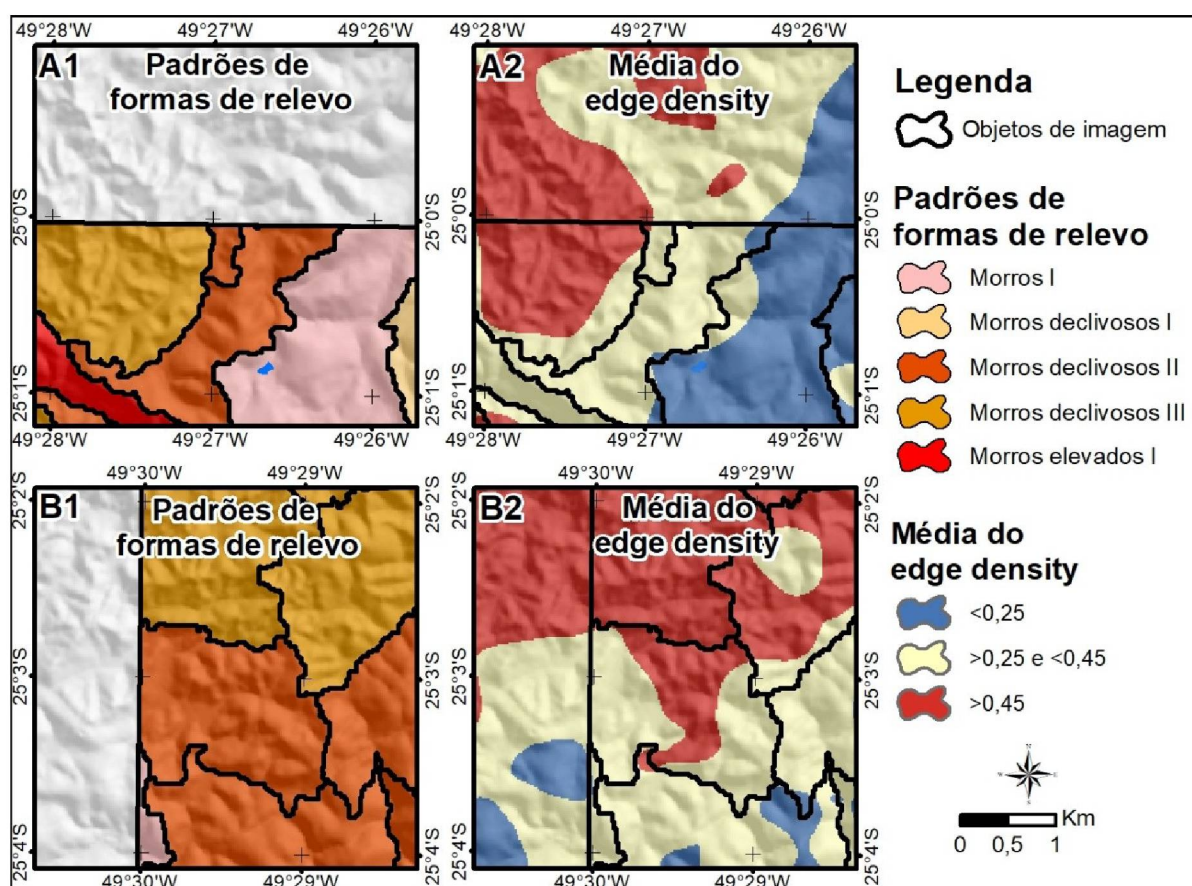 49°28'W 49°27'W 49°26'W
A1 Padrões de
formas de relevo
25°0'S
25°1'S
49°28'W 49°27'W 49°26'W
49°28'W 49°27'W 49°26'W
A2 Média do
edge density
25°0'S
25°1'S
49°28'W 49°27'W 49°26'W
49°30'W 49°29'W
B1 Padrões de
formas de relevo
25°2'S
25°3'S
25°4'S
49°30'W 49°29'W
49°30'W 49°29'W
B2 Média do
edge density
25°2'S
25°3'S
25°4'S
49°30'W 49°29'W
Legenda
Objetos de imagem
Padrões de
formas de relevo
Morros I
Morros declivosos I
Morros declivosos II
Morros declivosos III
Morros elevados I
Média do
edge density
<0,25
>0,25 e <0,45
>0,45
Km
0 0,5 1